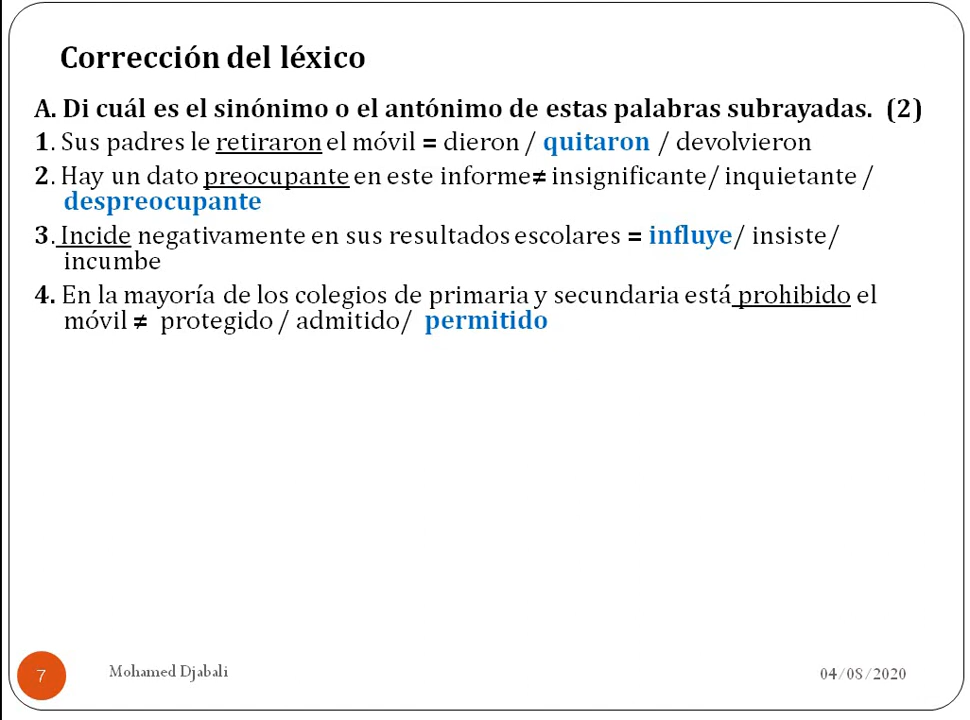 Corrección del léxico
A. Di cuál es el sinónimo o el antónimo de estas palabras subrayadas. (2)
1. Sus padres le retiraron el móvil = dieron / quitaron / devolvieron
2. Hay un dato preocupante en este informe≠ insignificante/ inquietante /
despreocupante
3. Incide negativamente en sus resultados escolares = influye/ insiste/
incumbe
4. En la mayoría de los colegios de primaria y secundaria está prohibido el
móvil ≠ protegido / admitido/ permitido
7
Mohamed Djabali
04/08/2020